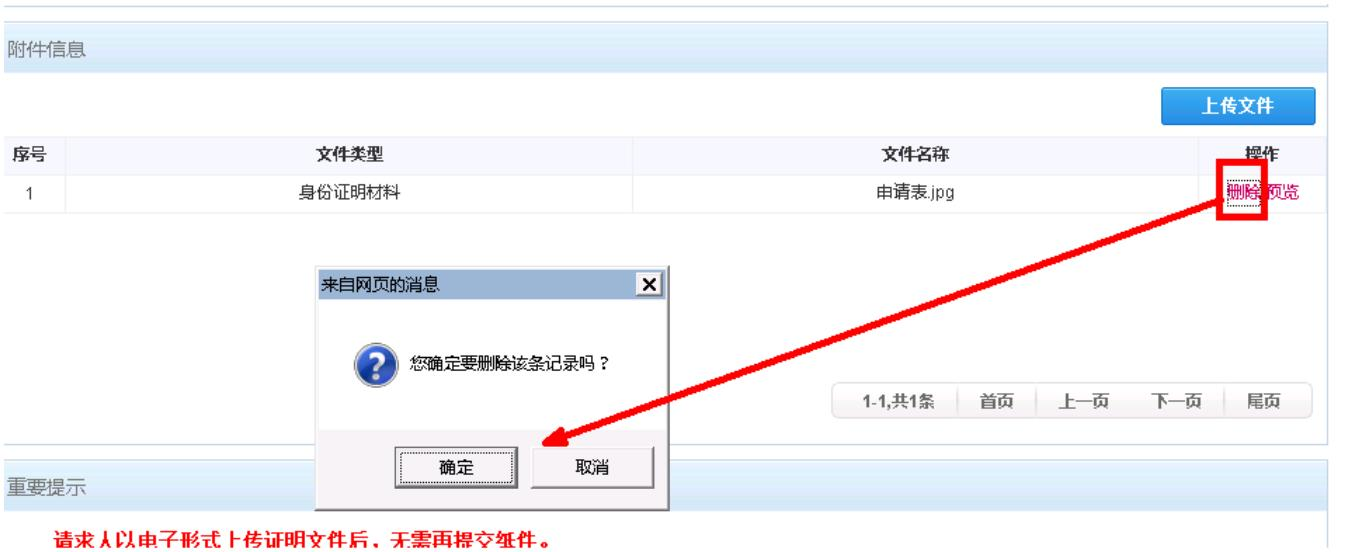 附件信息
上传文件
序号 文件类型 文件名称 操作
1 身份证明材料 申请表.jpg 删除 预览
来自网页的消息
您确定要删除该条记录吗？
1-1,共1条 首页 上一页 下一页 尾页
确定 取消
重要提示
请求人以电子形式上传证明文件后，无需再提交纸件。